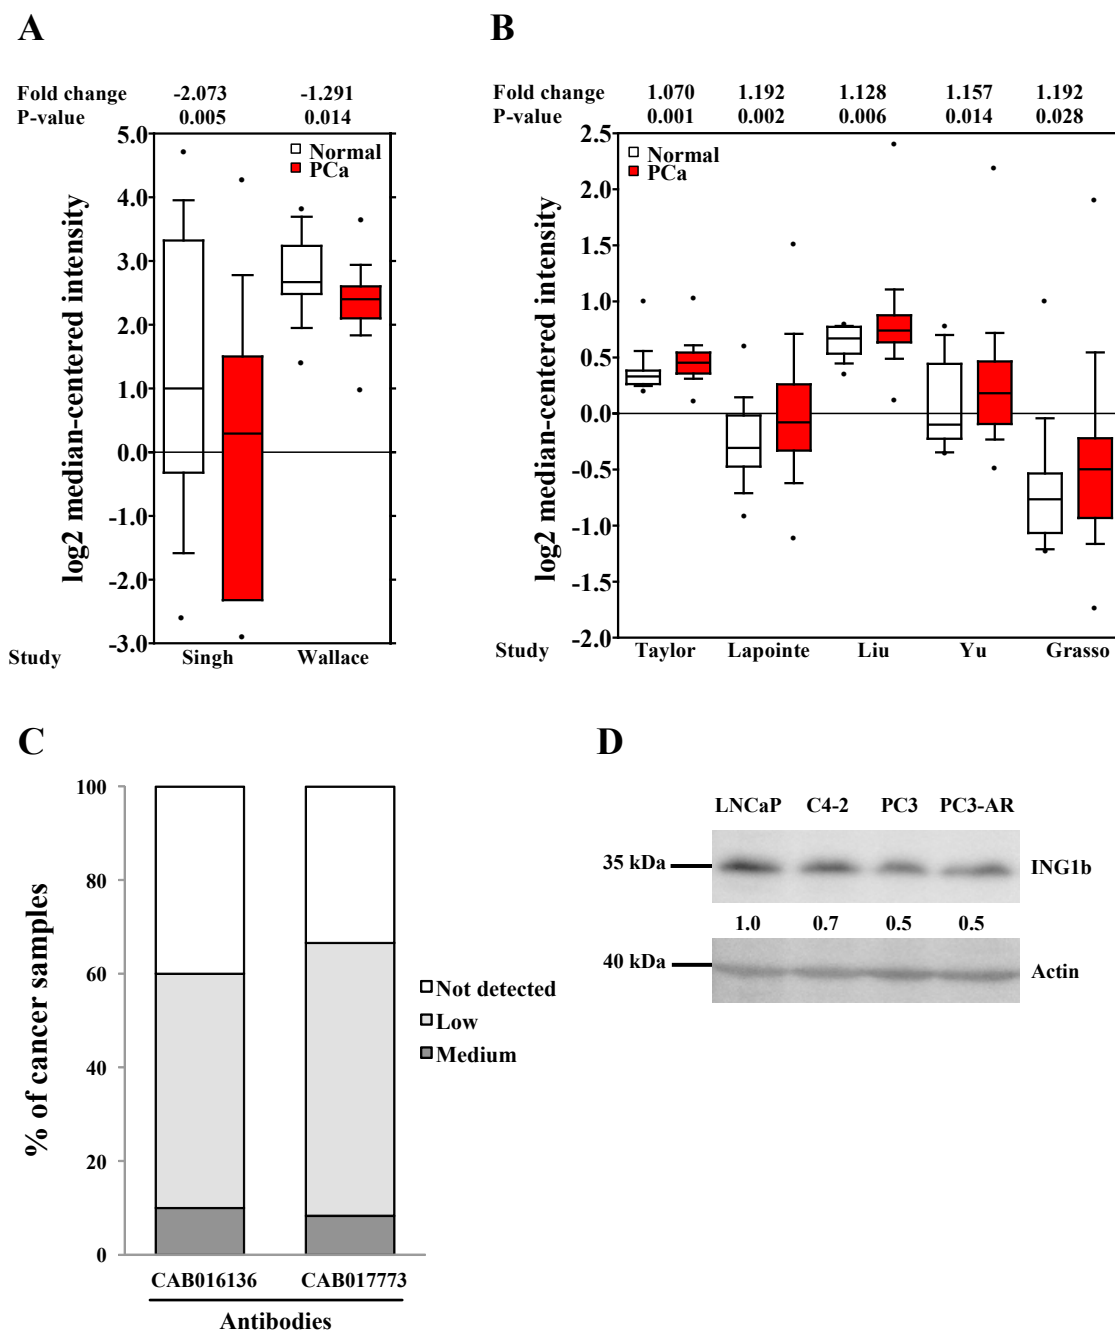 A
Fold change -2.073 -1.291
P-value 0.005 0.014
5.0
4.0
3.0
2.0
1.0
0.0
-1.0
-2.0
-3.0
log2 median-centered intensity
Normal
PCa
Study Singh Wallace
B
Fold change 1.070 1.192 1.128 1.157 1.192
P-value 0.001 0.002 0.006 0.014 0.028
2.5
2.0
1.5
1.0
0.5
0.0
-0.5
-1.0
-1.5
-2.0
log2 median-centered intensity
Normal
PCa
Study Taylor Lapointe Liu Yu Grasso
C
100
80
60
40
20
0
% of cancer samples
Not detected
Low
Medium
CAB016136 CAB017773
Antibodies
D
LNCaP C4-2 PC3 PC3-AR
35 kDa ING1b
1.0 0.7 0.5 0.5
40 kDa Actin